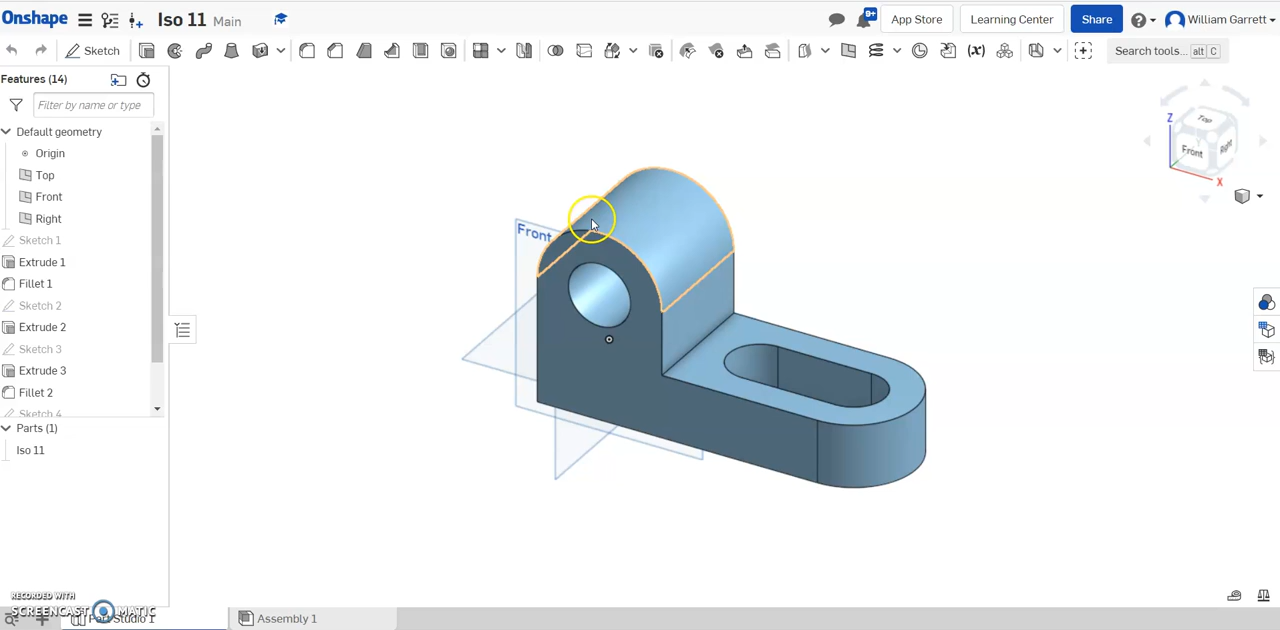 Onshape
Iso 11 Main
App Store
Learning Center
Share
William Garrett
Sketch
Search tools... alt C
Features (14)
Filter by name or type
Default geometry
Origin
Top
Front
Right
Sketch 1
Extrude 1
Fillet 1
Sketch 2
Extrude 2
Sketch 3
Extrude 3
Fillet 2
Sketch 4
Parts (1)
Iso 11
Front
Top
Front
Right
Z
X
RECORDED WITH
SCREENCAST MATIC
Part Studio 1
Assembly 1